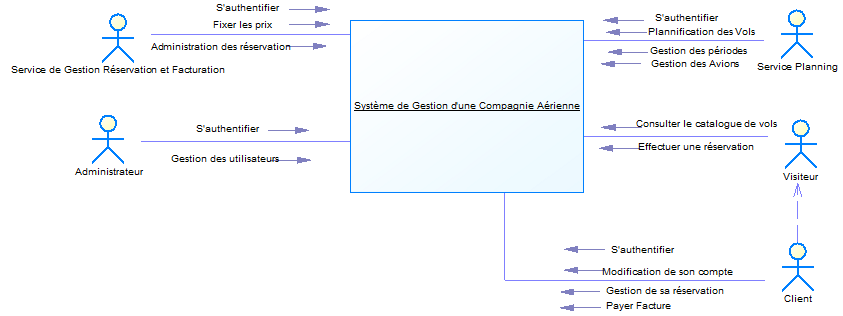 S'authentifier
Fixer les prix
Administration des réservation
Service de Gestion Réservation et Facturation
S'authentifier
Plannification des Vols
Gestion des périodes
Gestion des Avions
Service Planning
Système de Gestion d'une Compagnie Aérienne
S'authentifier
Gestion des utilisateurs
Administrateur
Consulter le catalogue de vols
Effectuer une réservation
Visiteur
S'authentifier
Modification de son compte
Gestion de sa réservation
Payer Facture
Client